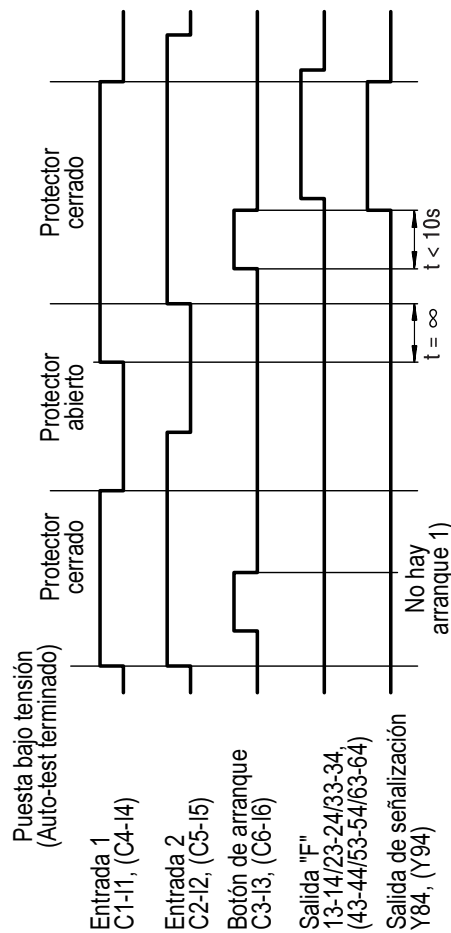 Puesta bajo tensión
(Auto-test terminado)
Protector
cerrado
Protector
abierto
Protector
cerrado
Entrada 1
C1-I1, (C4-I4)
Entrada 2
C2-I2, (C5-I5)
Botón de arranque
C3-I3, (C6-I6)
Salida "F"
13-14/23-24/33-34,
(43-44/53-54/63-64)
Salida de señalización
Y84, (Y94)
No hay
arranque 1)
t = ∞
t < 10s